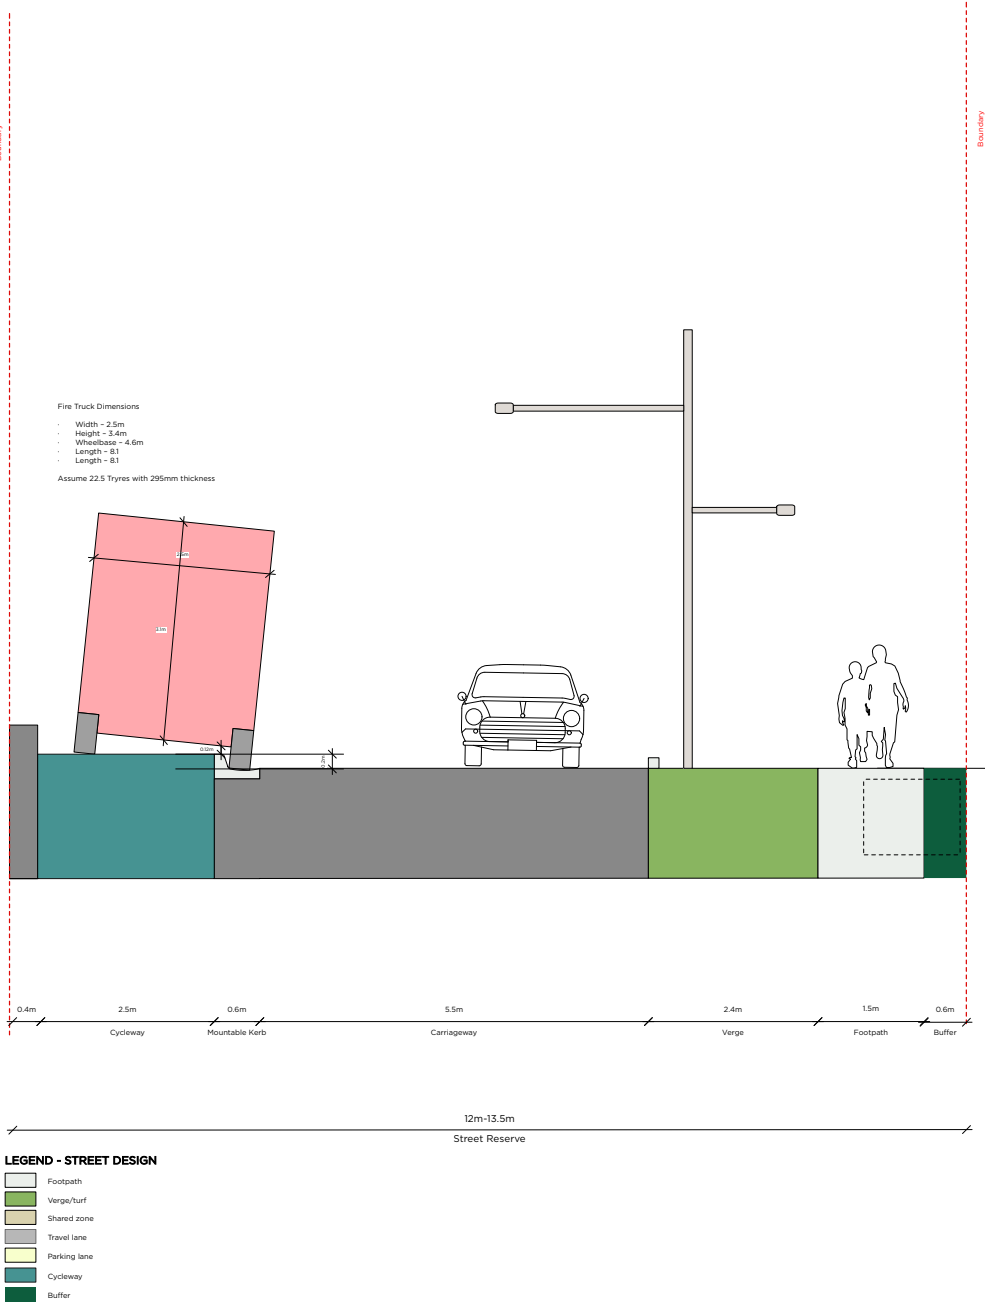 Boundary
Fire Truck Dimensions
· Width - 2.5m
· Height - 3.4m
· Wheelbase - 4.6m
· Length - 8.1
· Length - 8.1
Assume 22.5 Tryres with 295mm thickness
0.4m
2.5m
0.6m
5.5m
2.4m
1.5m
0.6m
Cycleway
Mountable Kerb
Carriageway
Verge
Footpath
Buffer
12m-13.5m
Street Reserve
LEGEND - STREET DESIGN
Footpath
Verge/turf
Shared zone
Travel lane
Parking lane
Cycleway
Buffer